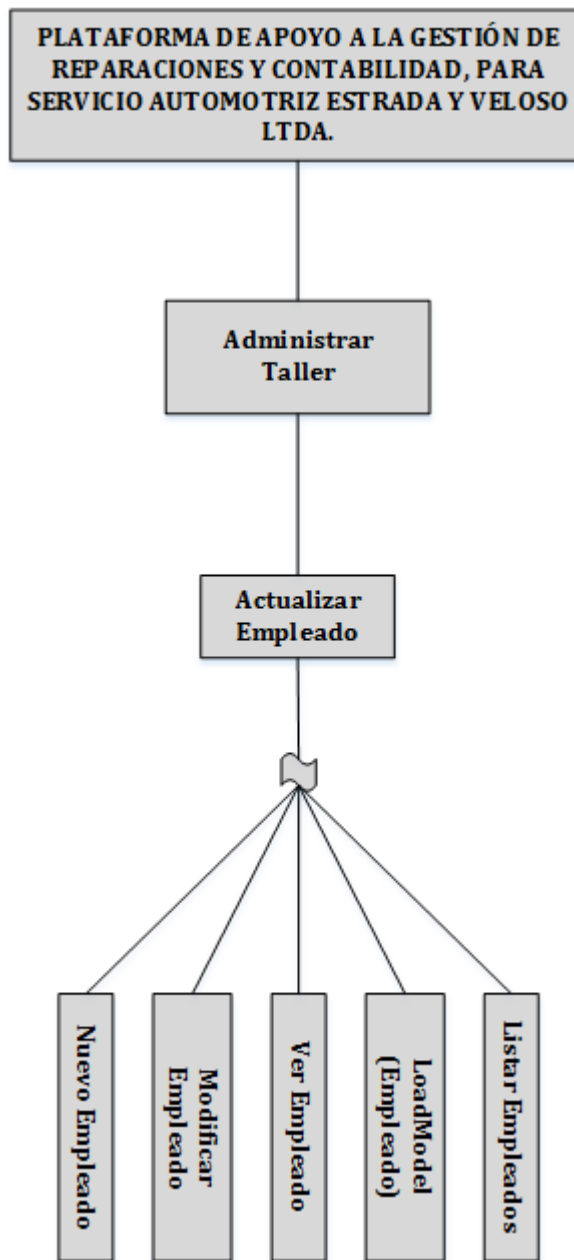 PLATAFORMA DE APOYO A LA GESTIÓN DE
REPARACIONES Y CONTABILIDAD, PARA
SERVICIO AUTOMOTRIZ ESTRADA Y VELOSO
LTDA.
Administrar
Taller
Actualizar
Empleado
Nuevo Empleado
Modificar
Empleado
Ver Empleado
LoadModel
(Empleado)
Listar Empleados